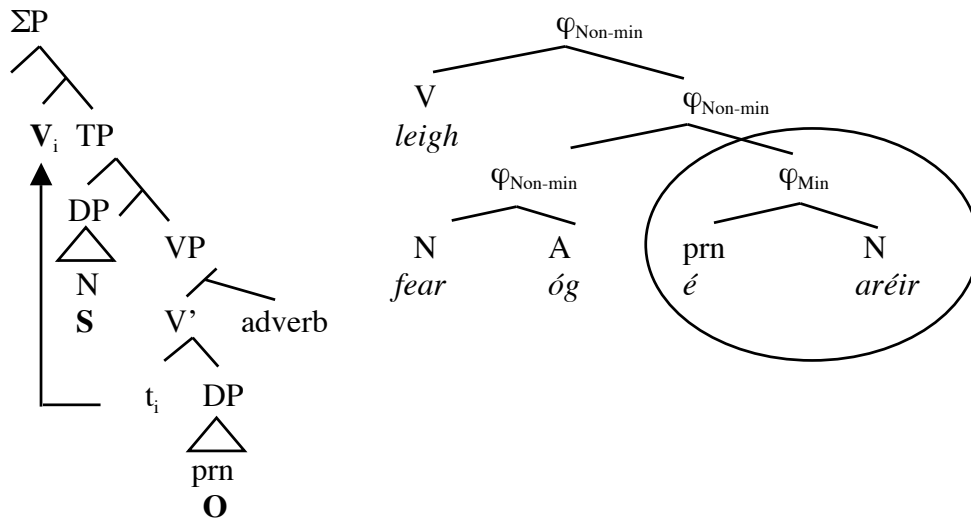 ΣP
V_i TP
DP
VP
N
S
V’ adverb
t_i DP
prn
O
φ_Non-min
V
leigh
φ_Non-min
φ_Non-min φ_Min
N A prn N
fear óg é aréir